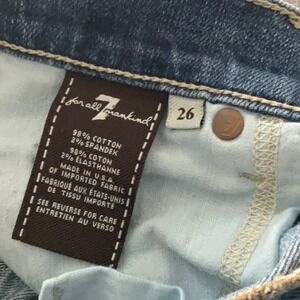 7
for all mankind
26
98% COTTON
2% SPANDEX
98% COTON
2% ELASTHANNE
MADE IN U.S.A
OF IMPORTED FABRIC
FABRIQUÉ AUX ÉTATS-UNIS
DE TISSU IMPORTÉ
SEE REVERSE FOR CARE
ENTRETIEN AU VERSO